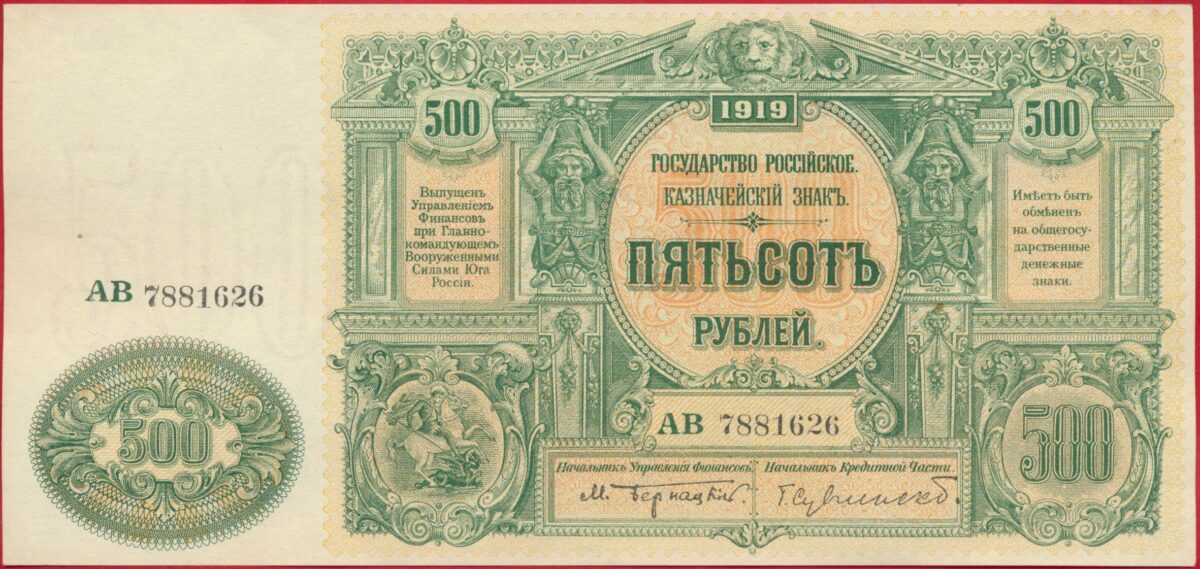 1919
500
500
ГОСУДАРСТВО РОССІЙСКОЕ.
КАЗНАЧЕЙСКІЙ ЗНАКЪ.
ПЯТЬСОТЪ
РУБЛЕЙ.
Выпущенъ
Управленіемъ
Финансовъ
при Главно-
командующемъ
Вооруженными
Силами Юга
Россіи.
Имѣетъ быть
обмѣненъ
на общегосу-
дарственные
денежные
знаки.
АВ 7881626
500
АВ 7881626
500
Начальникъ Управленія Финансовъ.
М. Бернацкій.
Начальникъ Кредитной Части.